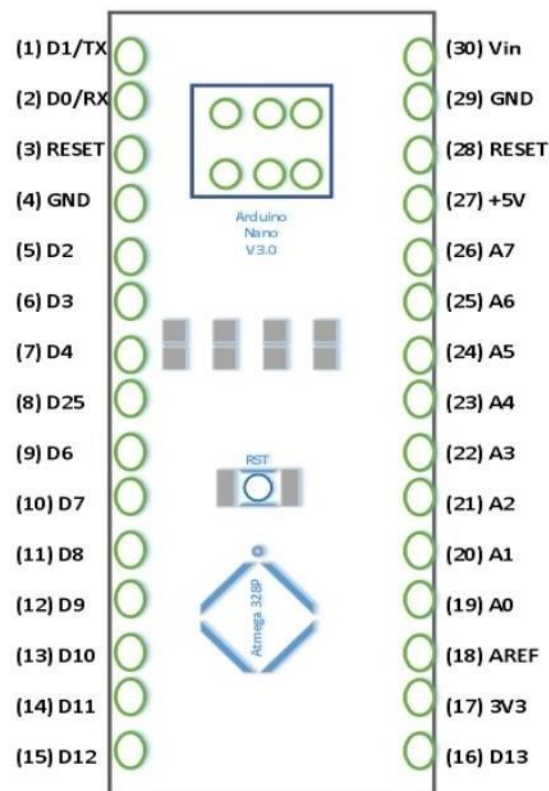 (1) D1/TX
(2) D0/RX
(3) RESET
(4) GND
(5) D2
(6) D3
(7) D4
(8) D25
(9) D6
(10) D7
(11) D8
(12) D9
(13) D10
(14) D11
(15) D12
Arduino
Nano
V3.0
RST
Atmega 328P
(30) Vin
(29) GND
(28) RESET
(27) +5V
(26) A7
(25) A6
(24) A5
(23) A4
(22) A3
(21) A2
(20) A1
(19) A0
(18) AREF
(17) 3V3
(16) D13